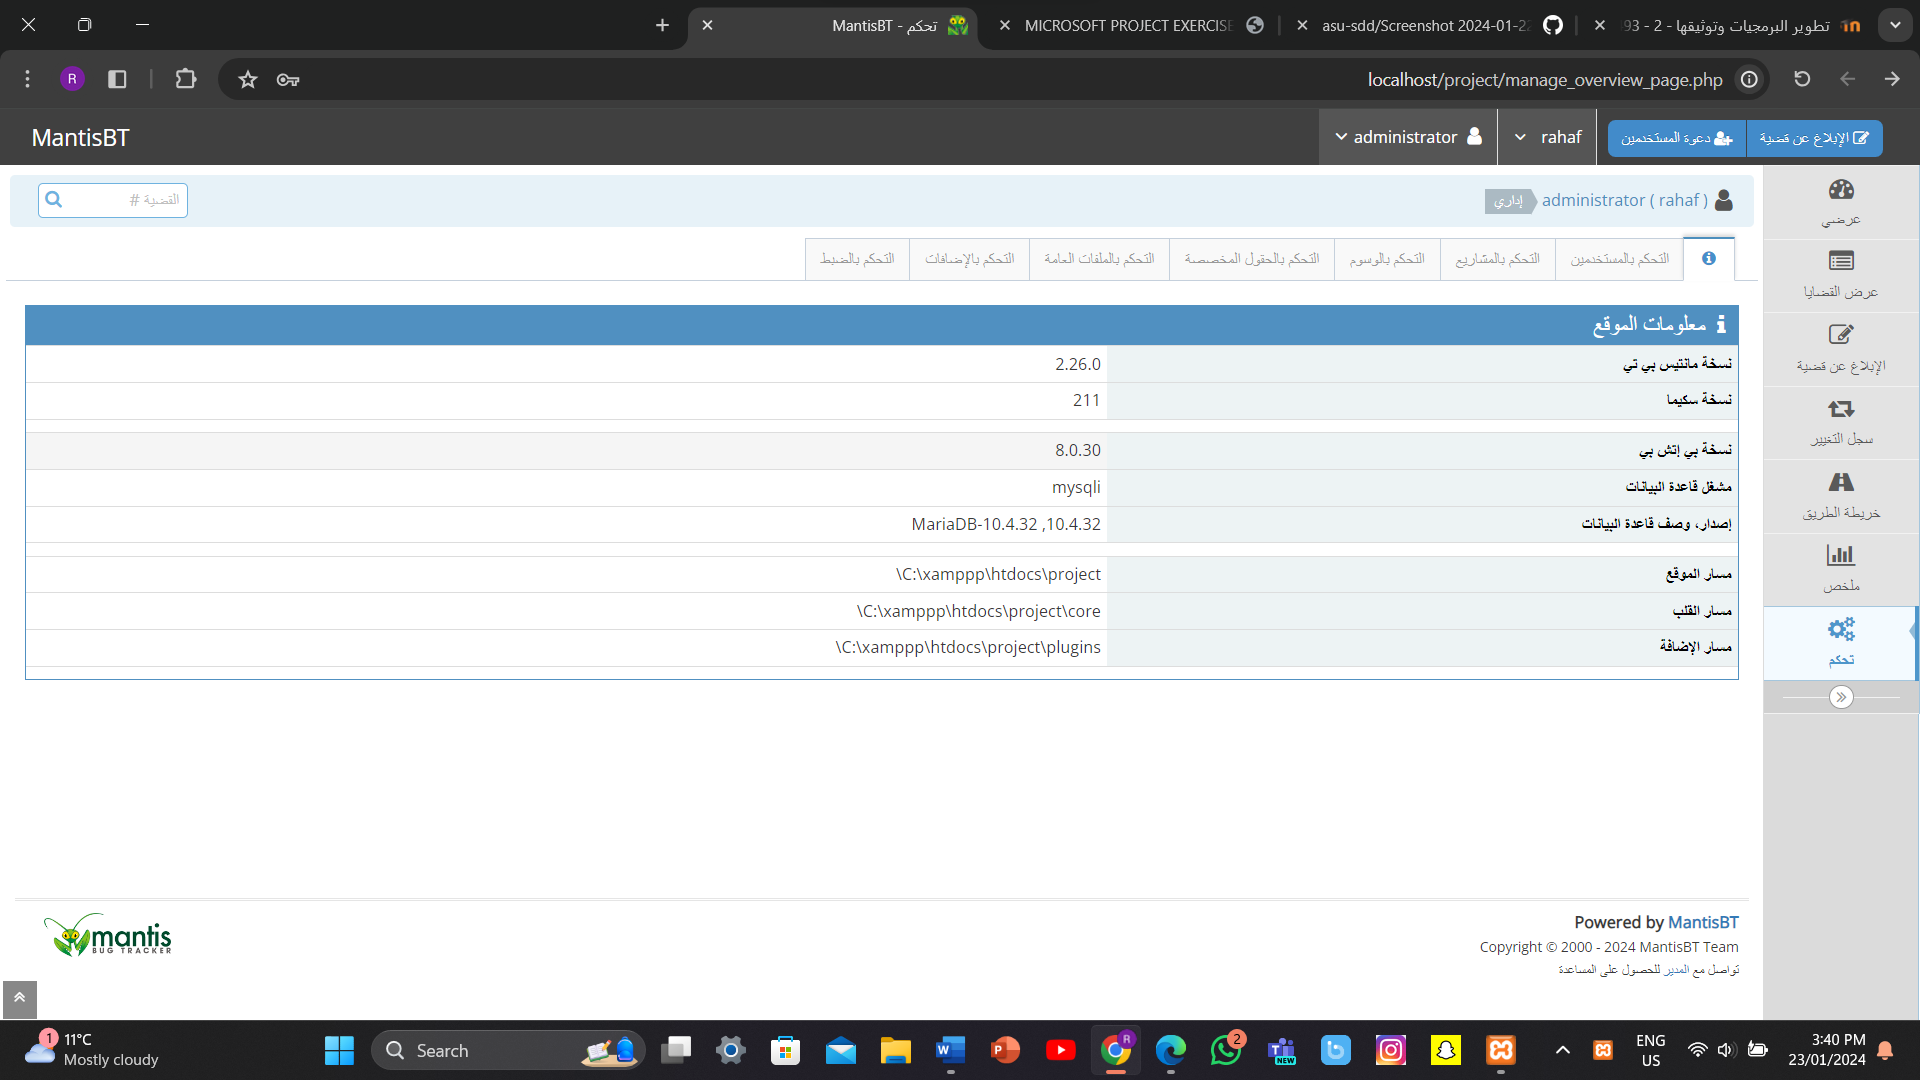 تطوير البرمجيات وتوثيقها - 2 - 93
asu-sdd/Screenshot 2024-01-22
MICROSOFT PROJECT EXERCISE
تحكم - MantisBT
localhost/project/manage_overview_page.php
R
MantisBT
الإبلاغ عن قضية
دعوة المستخدمين
rahaf
administrator
administrator ( rahaf )
إداري
القضية #
التحكم بالمستخدمين
التحكم بالمشاريع
التحكم بالوسوم
التحكم بالحقول المخصصة
التحكم بالملفات العامة
التحكم بالإضافات
التحكم بالضبط
عرضي
عرض القضايا
الإبلاغ عن قضية
سجل التغيير
خريطة الطريق
ملخص
تحكم
معلومات الموقع
نسخة مانتيس بي تي 2.26.0
نسخة سكيما 211
نسخة بي إتش بي 8.0.30
مشغل قاعدة البيانات mysqli
إصدار، وصف قاعدة البيانات MariaDB-10.4.32 ,10.4.32
مسار الموقع \C:\xamppp\htdocs\project
مسار القلب \C:\xamppp\htdocs\project\core
مسار الإضافة \C:\xamppp\htdocs\project\plugins
Powered by MantisBT
Copyright © 2000 - 2024 MantisBT Team
تواصل مع المدير للحصول على المساعدة
mantis
BUG TRACKER
1
11°C
Mostly cloudy
Search
R
2
NEW
ENG
US
3:40 PM
23/01/2024